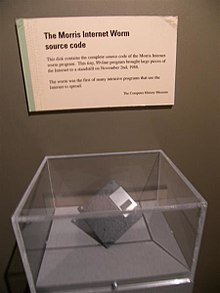 The Morris Internet Worm
source code
This disk contains the complete source code of the Morris Internet
worm program. This tiny, 99-line program brought large pieces of
the Internet to a standstill on November 2nd, 1988.
The worm was the first of many intrusive programs that use the
Internet to spread.
The Computer History Museum